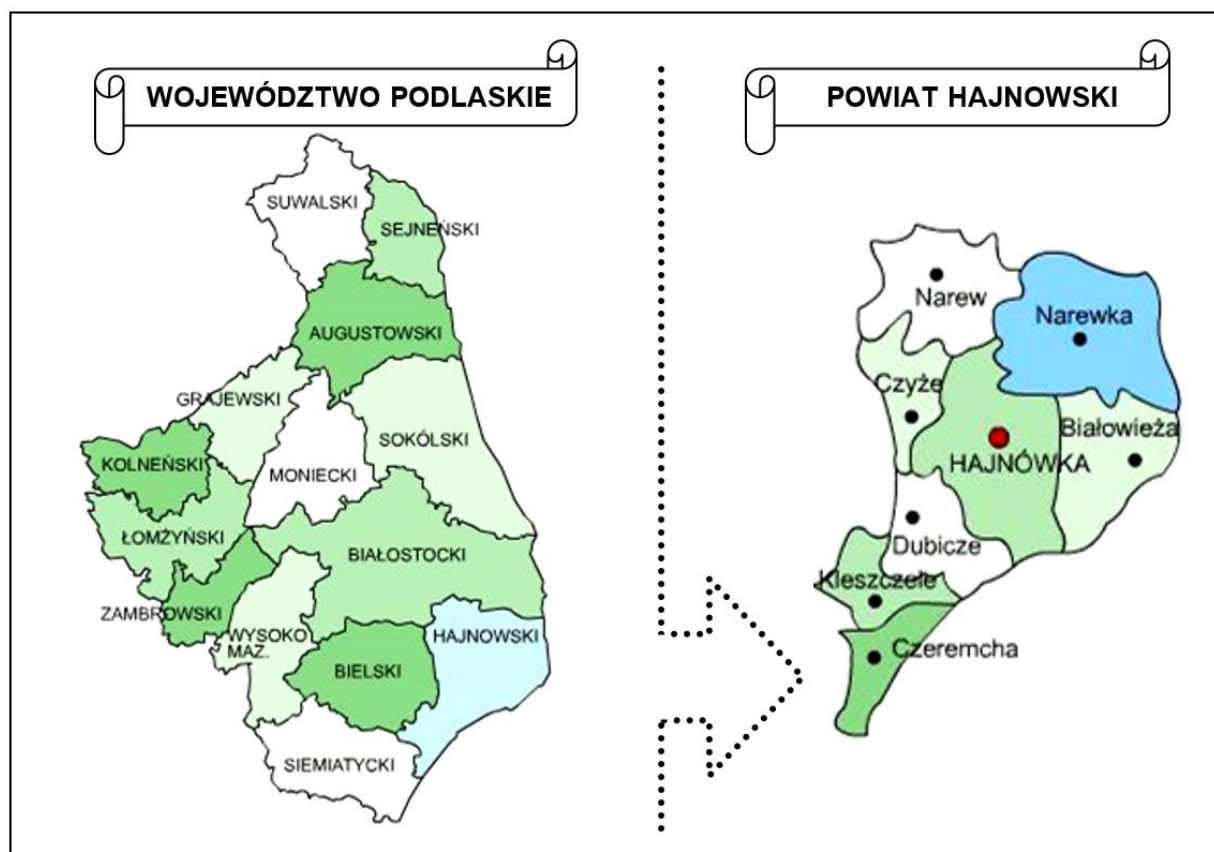 WOJEWÓDZTWO PODLASKIE
SUWALSKI
SEJNEŃSKI
AUGUSTOWSKI
GRAJEWSKI
SOKÓLSKI
KOLNEŃSKI
MONIECKI
ŁOMŻYŃSKI
BIAŁOSTOCKI
ZAMBROWSKI
WYSOKO
MAZ.
HAJNOWSKI
BIELSKI
SIEMIATYCKI
POWIAT HAJNOWSKI
Narew
Narewka
Czyże
Białowieża
HAJNÓWKA
Dubicze
Kleszczele
Czeremcha